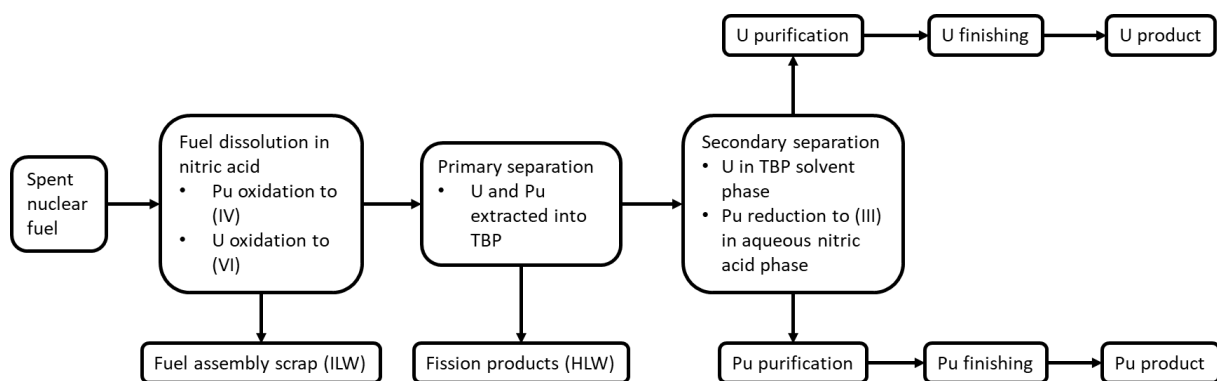 U purification
U finishing
U product
Spent
nuclear
fuel
Fuel dissolution in
nitric acid
• Pu oxidation to
(IV)
• U oxidation to
(VI)
Primary separation
• U and Pu
extracted into
TBP
Secondary separation
• U in TBP solvent
phase
• Pu reduction to (III)
in aqueous nitric
acid phase
Fuel assembly scrap (ILW)
Fission products (HLW)
Pu purification
Pu finishing
Pu product